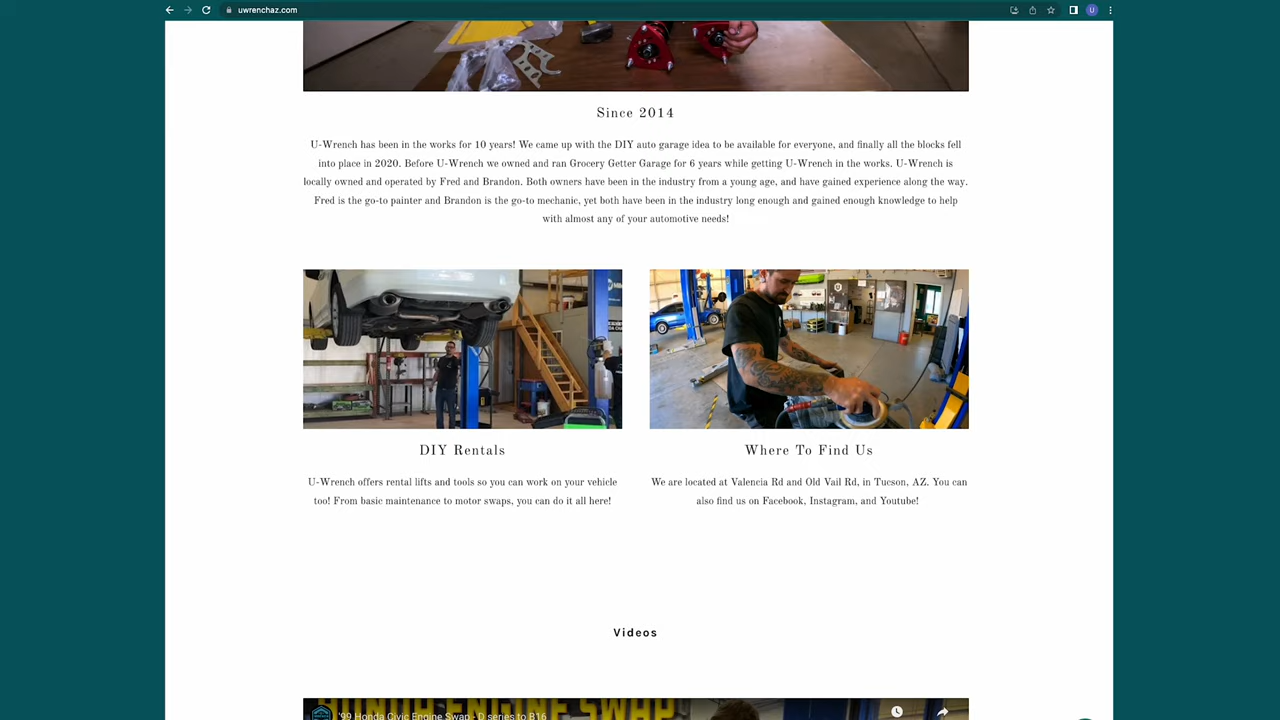 uwrenchaz.com
U
Since 2014
U-Wrench has been in the works for 10 years! We came up with the DIY auto garage idea to be available for everyone, and finally all the blocks fell
into place in 2020. Before U-Wrench we owned and ran Grocery Getter Garage for 6 years while getting U-Wrench in the works. U-Wrench is
locally owned and operated by Fred and Brandon. Both owners have been in the industry from a young age, and have gained experience along the way.
Fred is the go-to painter and Brandon is the go-to mechanic, yet both have been in the industry long enough and gained enough knowledge to help
with almost any of your automotive needs!
DIY Rentals
U-Wrench offers rental lifts and tools so you can work on your vehicle
too! From basic maintenance to motor swaps, you can do it all here!
Where To Find Us
We are located at Valencia Rd and Old Vail Rd, in Tucson, AZ. You can
also find us on Facebook, Instagram, and Youtube!
Videos
'99 Honda Civic Engine Swap - D series to B16
ENGINE SWAP